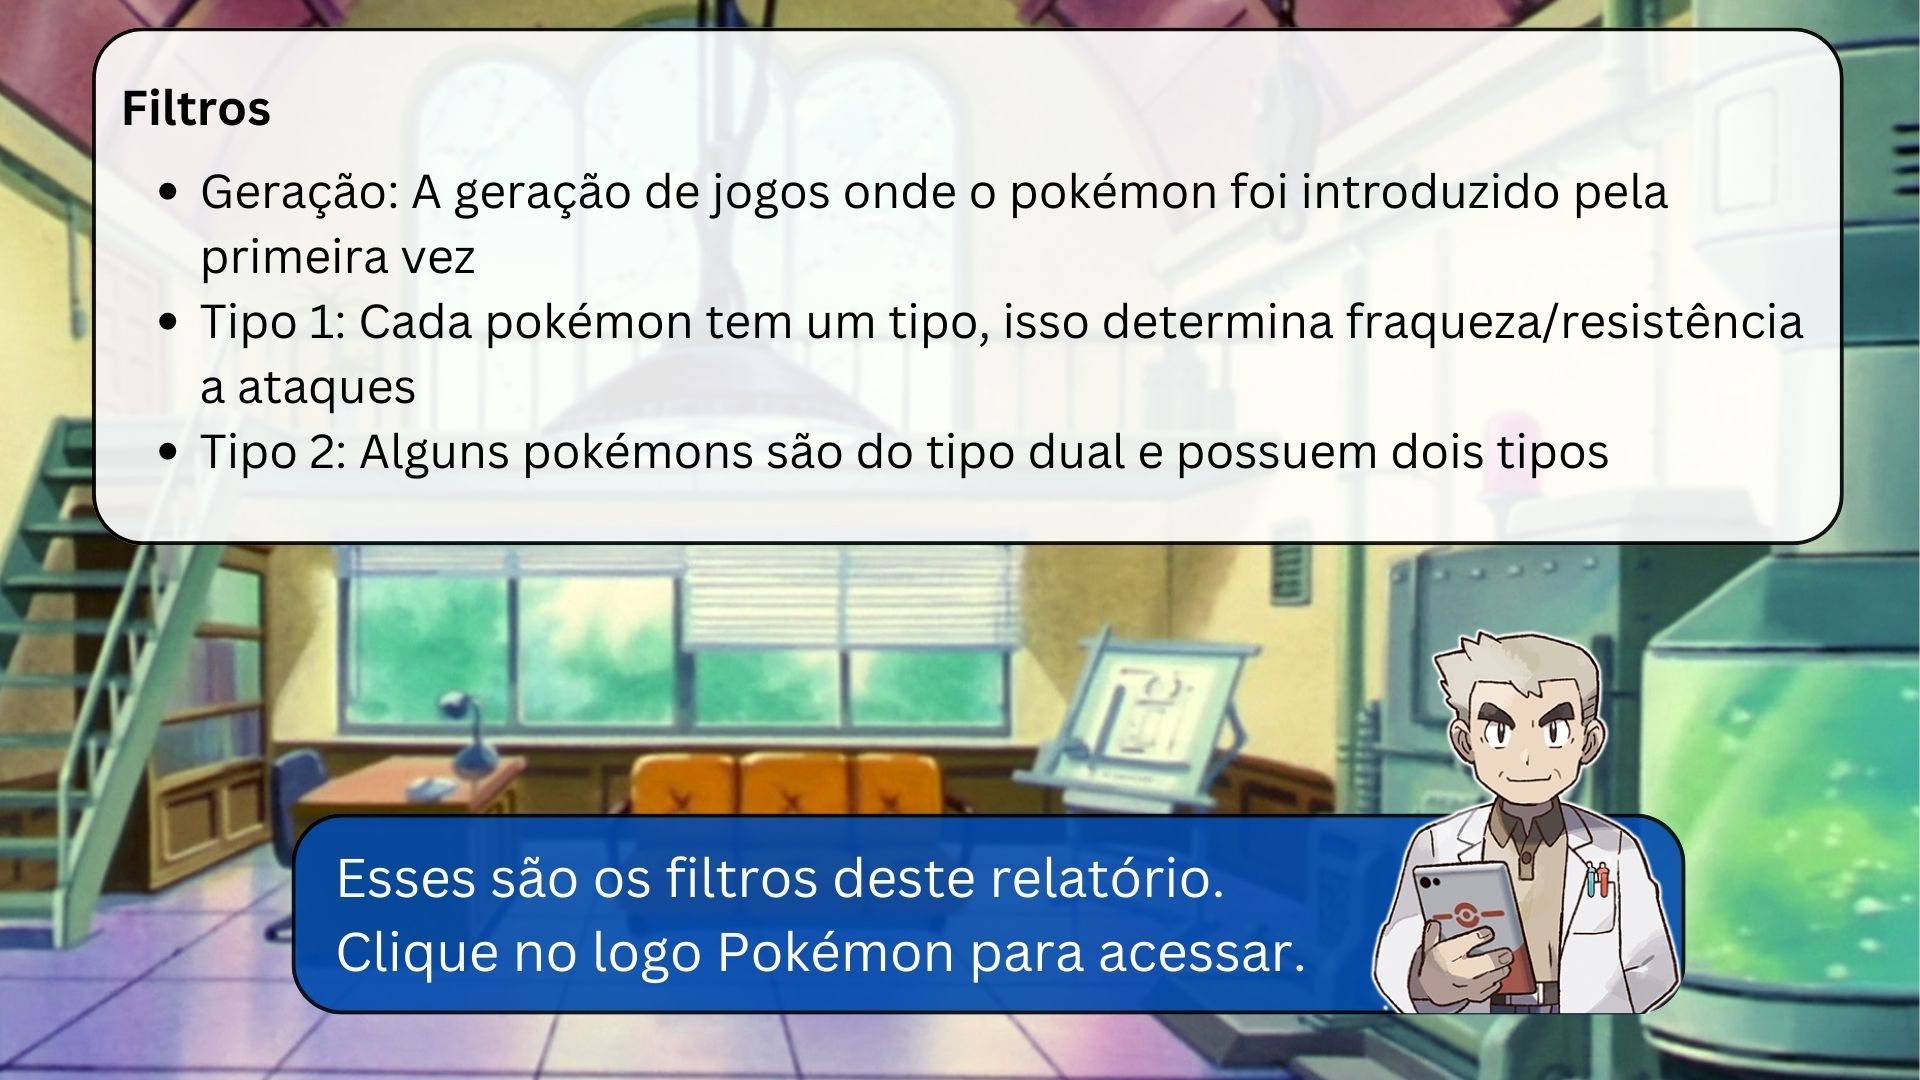 Filtros
Geração: A geração de jogos onde o pokémon foi introduzido pela
primeira vez
Tipo 1: Cada pokémon tem um tipo, isso determina fraqueza/resistência
a ataques
Tipo 2: Alguns pokémons são do tipo dual e possuem dois tipos
Esses são os filtros deste relatório.
Clique no logo Pokémon para acessar.